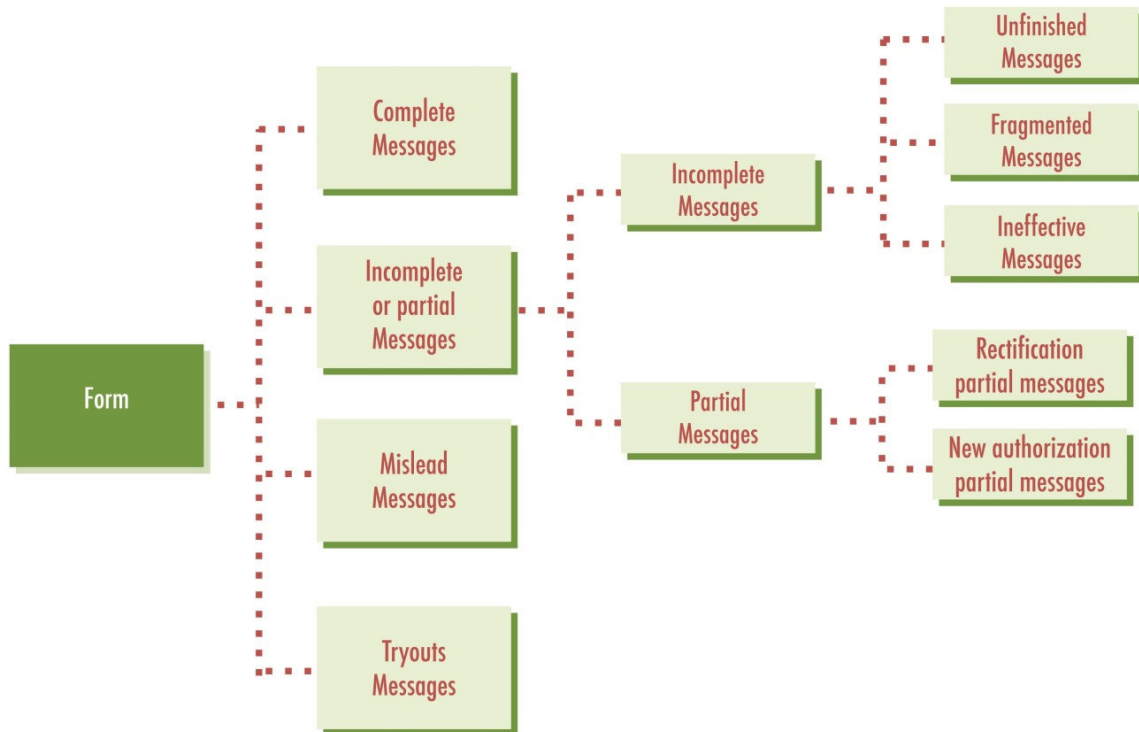 Form
Complete
Messages
Incomplete
or partial
Messages
Mislead
Messages
Tryouts
Messages
Incomplete
Messages
Partial
Messages
Unfinished
Messages
Fragmented
Messages
Ineffective
Messages
Rectification
partial messages
New authorization
partial messages